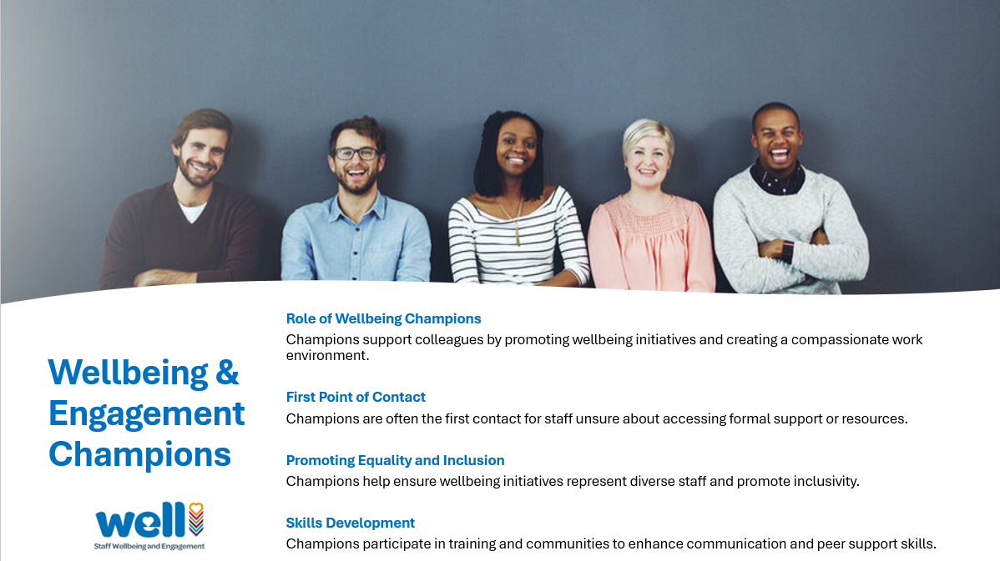 Wellbeing &
Engagement
Champions
well
Staff Wellbeing and Engagement
Role of Wellbeing Champions
Champions support colleagues by promoting wellbeing initiatives and creating a compassionate work
environment.
First Point of Contact
Champions are often the first contact for staff unsure about accessing formal support or resources.
Promoting Equality and Inclusion
Champions help ensure wellbeing initiatives represent diverse staff and promote inclusivity.
Skills Development
Champions participate in training and communities to enhance communication and peer support skills.